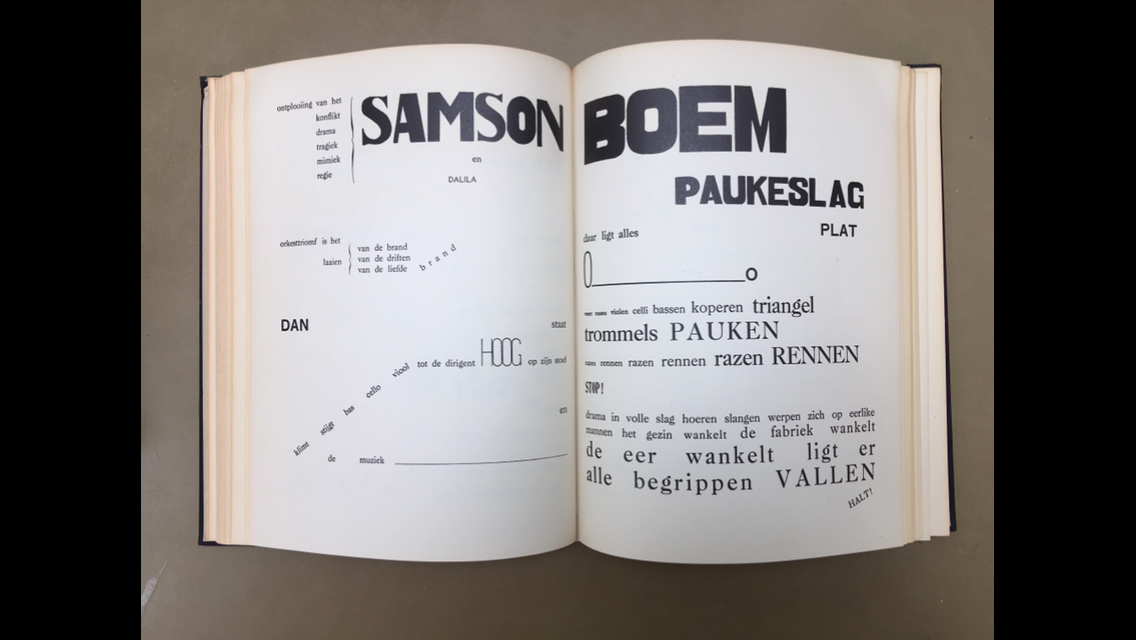 ontplooiing van het
konflikt
drama
tragiek
mimiek
regie
SAMSON
en
DALILA
orkesttriomf is het
laaien
van de brand
van de driften
van de liefde
brand
DAN
staat
klimt stijgt bas cello viool tot de dirigent HOOG op zijn stoel
en
de muziek
BOEM
PAUKESLAG
daar ligt alles
PLAT
O o
weer razen violen celli bassen koperen triangel
trommels PAUKEN
razen rennen razen rennen razen RENNEN
STOP!
drama in volle slag hoeren slangen werpen zich op eerlike
mannen het gezin wankelt de fabriek wankelt
de eer wankelt ligt er
alle begrippen VALLEN
HALT!